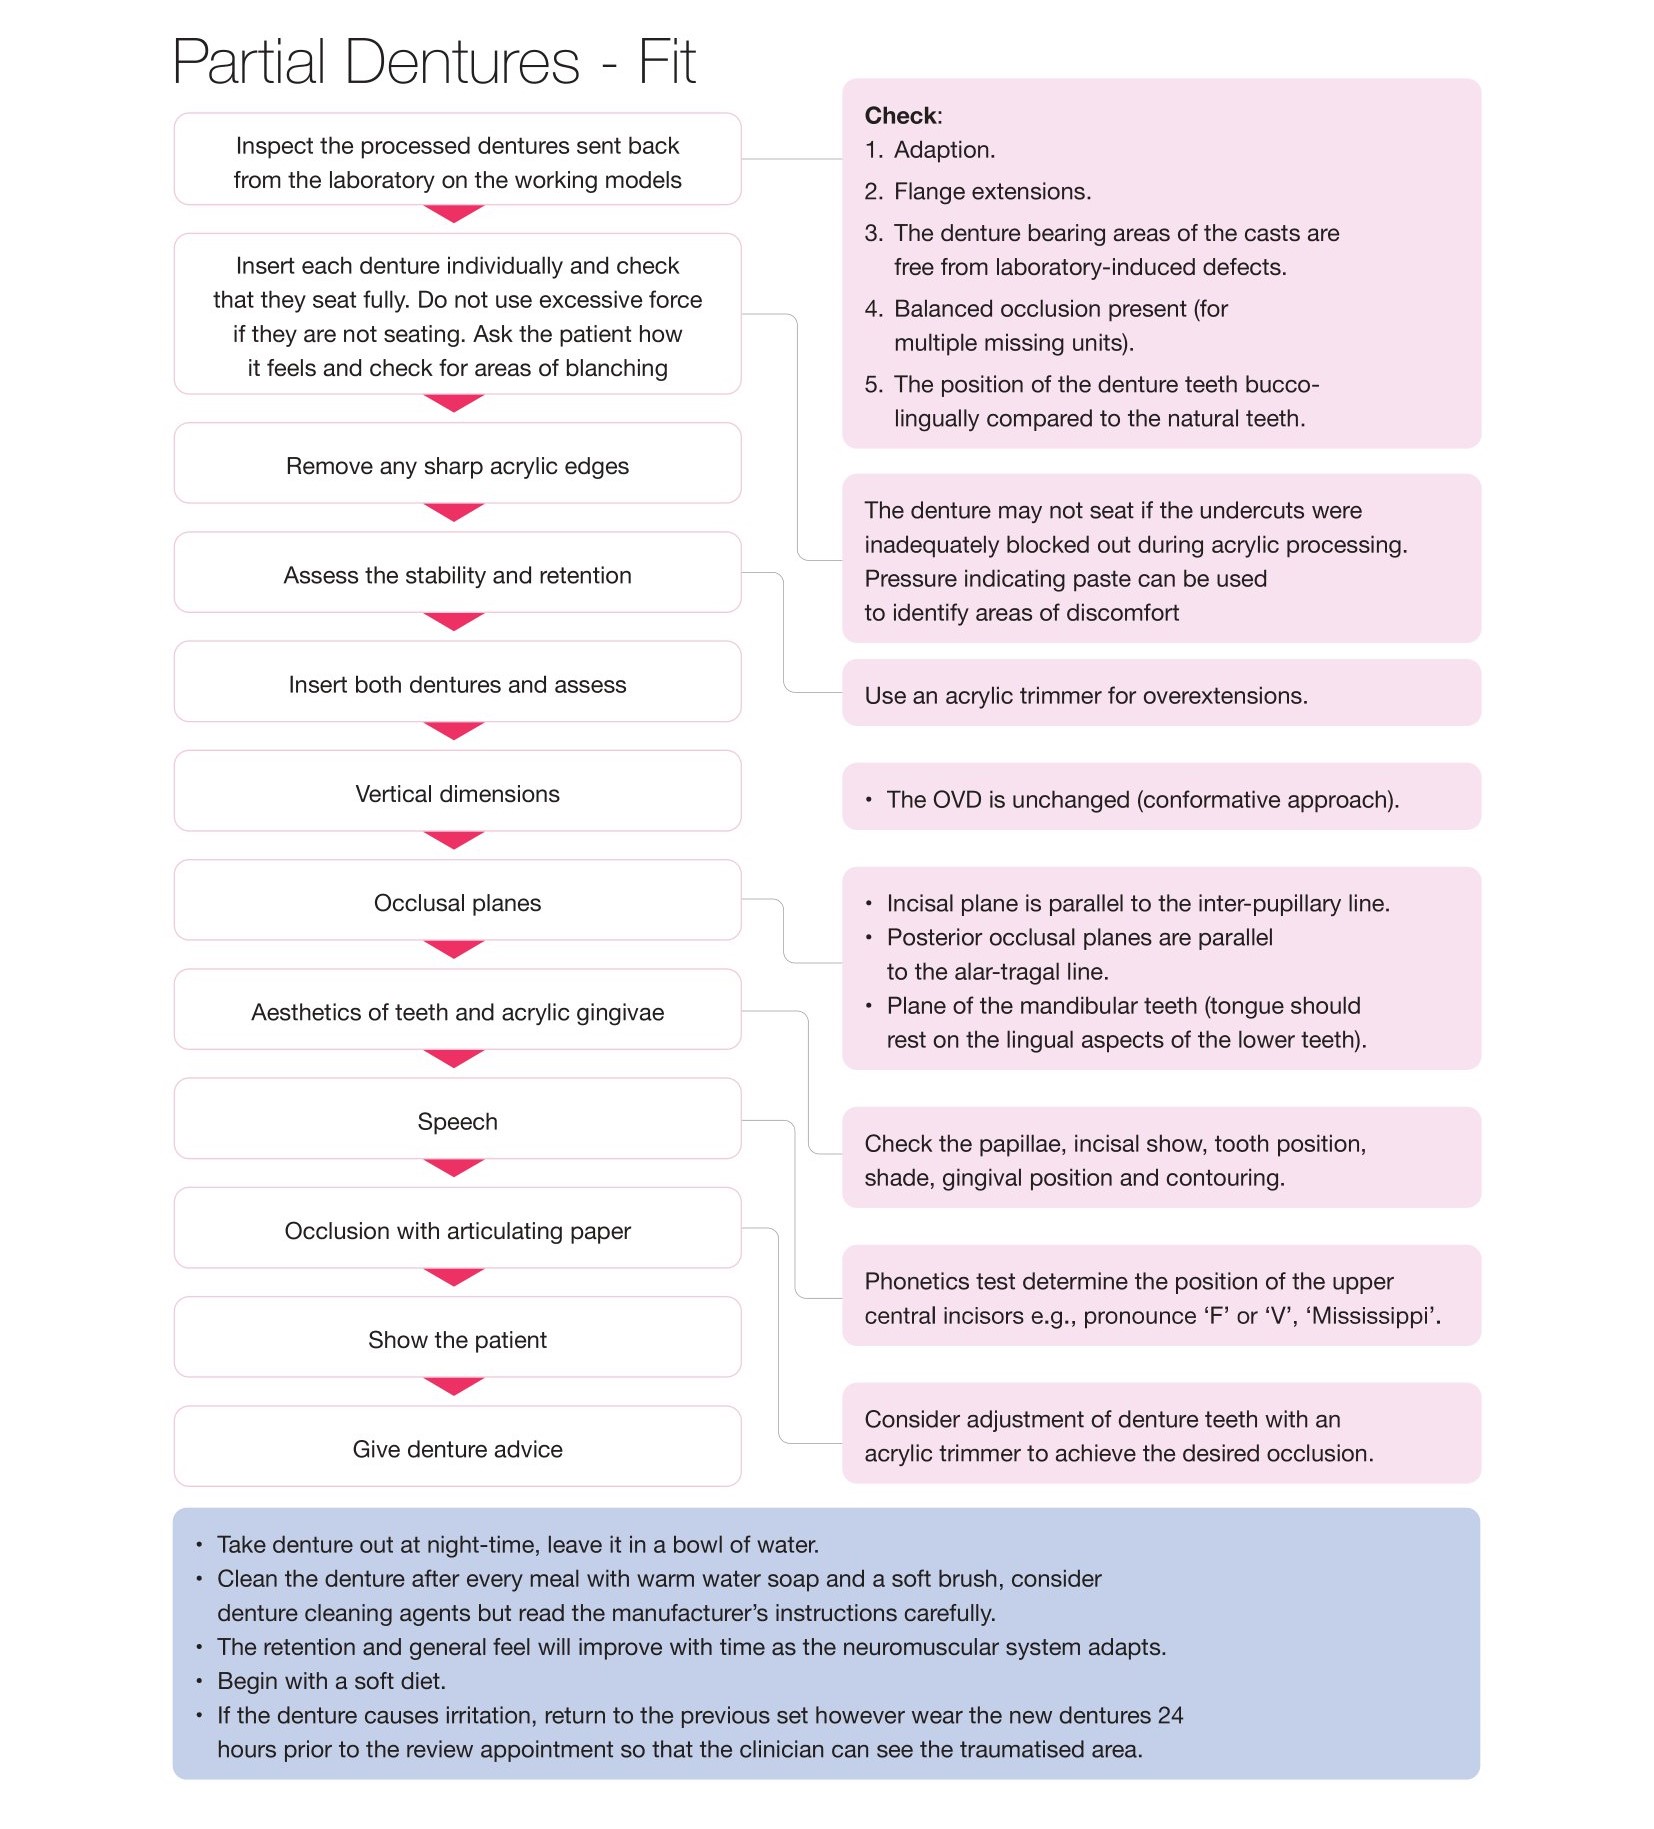 Partial Dentures - Fit
Inspect the processed dentures sent back
from the laboratory on the working models
Check:
1. Adaption.
2. Flange extensions.
3. The denture bearing areas of the casts are
free from laboratory-induced defects.
4. Balanced occlusion present (for
multiple missing units).
5. The position of the denture teeth bucco-
lingually compared to the natural teeth.
Insert each denture individually and check
that they seat fully. Do not use excessive force
if they are not seating. Ask the patient how
it feels and check for areas of blanching
The denture may not seat if the undercuts were
inadequately blocked out during acrylic processing.
Pressure indicating paste can be used
to identify areas of discomfort
Remove any sharp acrylic edges
Assess the stability and retention
Use an acrylic trimmer for overextensions.
Insert both dentures and assess
Vertical dimensions
• The OVD is unchanged (conformative approach).
Occlusal planes
• Incisal plane is parallel to the inter-pupillary line.
• Posterior occlusal planes are parallel
to the alar-tragal line.
• Plane of the mandibular teeth (tongue should
rest on the lingual aspects of the lower teeth).
Aesthetics of teeth and acrylic gingivae
Check the papillae, incisal show, tooth position,
shade, gingival position and contouring.
Speech
Phonetics test determine the position of the upper
central incisors e.g., pronounce ‘F’ or ‘V’, ‘Mississippi’.
Occlusion with articulating paper
Consider adjustment of denture teeth with an
acrylic trimmer to achieve the desired occlusion.
Show the patient
Give denture advice
• Take denture out at night-time, leave it in a bowl of water.
• Clean the denture after every meal with warm water soap and a soft brush, consider
denture cleaning agents but read the manufacturer’s instructions carefully.
• The retention and general feel will improve with time as the neuromuscular system adapts.
• Begin with a soft diet.
• If the denture causes irritation, return to the previous set however wear the new dentures 24
hours prior to the review appointment so that the clinician can see the traumatised area.